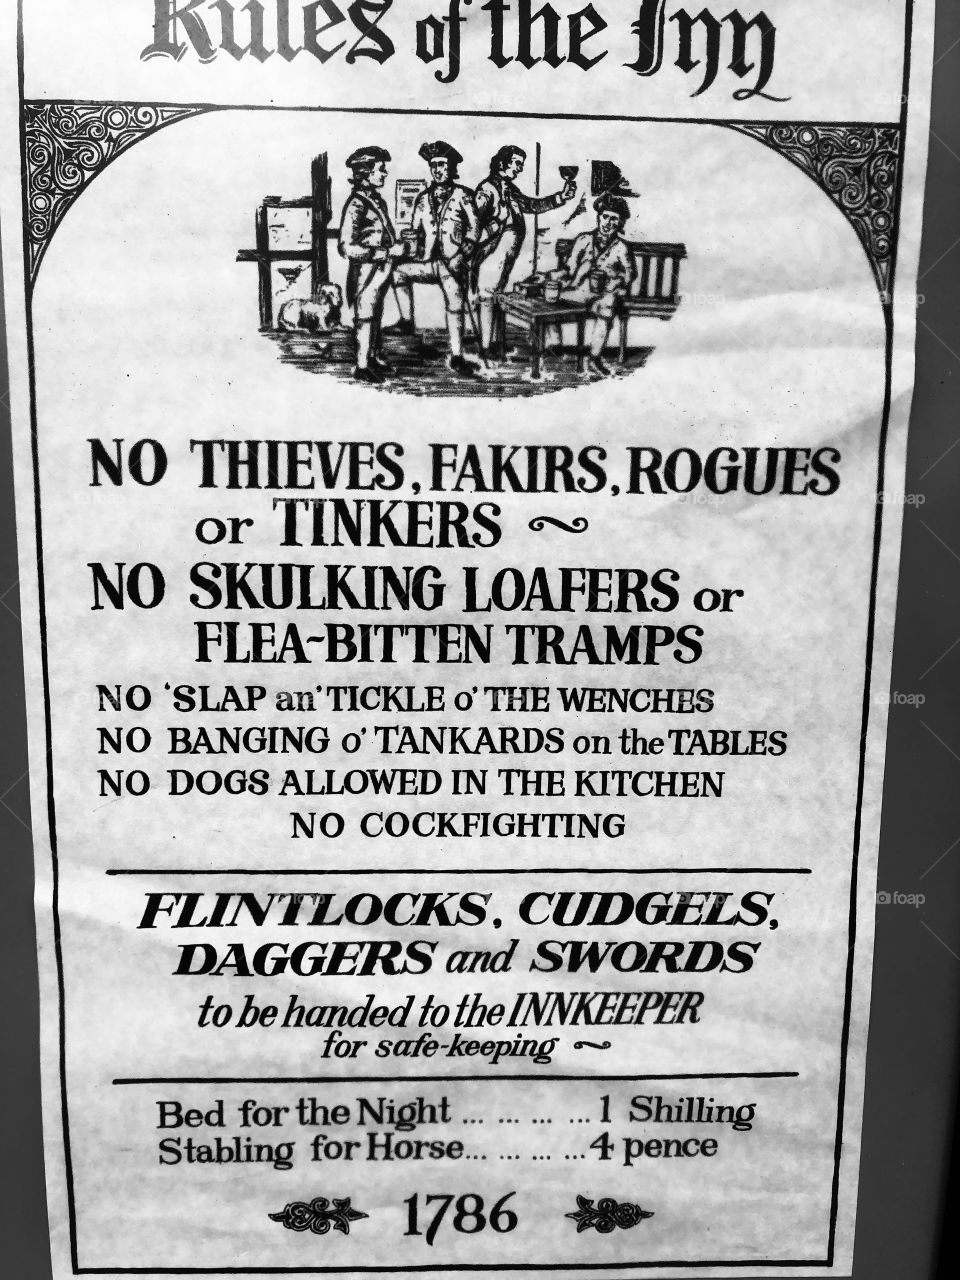 Rules of the Inn
NO THIEVES, FAKIRS, ROGUES
or TINKERS ~
NO SKULKING LOAFERS or
FLEA~BITTEN TRAMPS
NO ‘SLAP an’ TICKLE o’ THE WENCHES
NO BANGING o’ TANKARDS on the TABLES
NO DOGS ALLOWED IN THE KITCHEN
NO COCKFIGHTING
FLINTLOCKS, CUDGELS,
DAGGERS and SWORDS
to be handed to the INNKEEPER
for safe-keeping ~
Bed for the Night ... ... ... ... 1 Shilling
Stabling for Horse... ... ... ... 4 pence
1786
foap